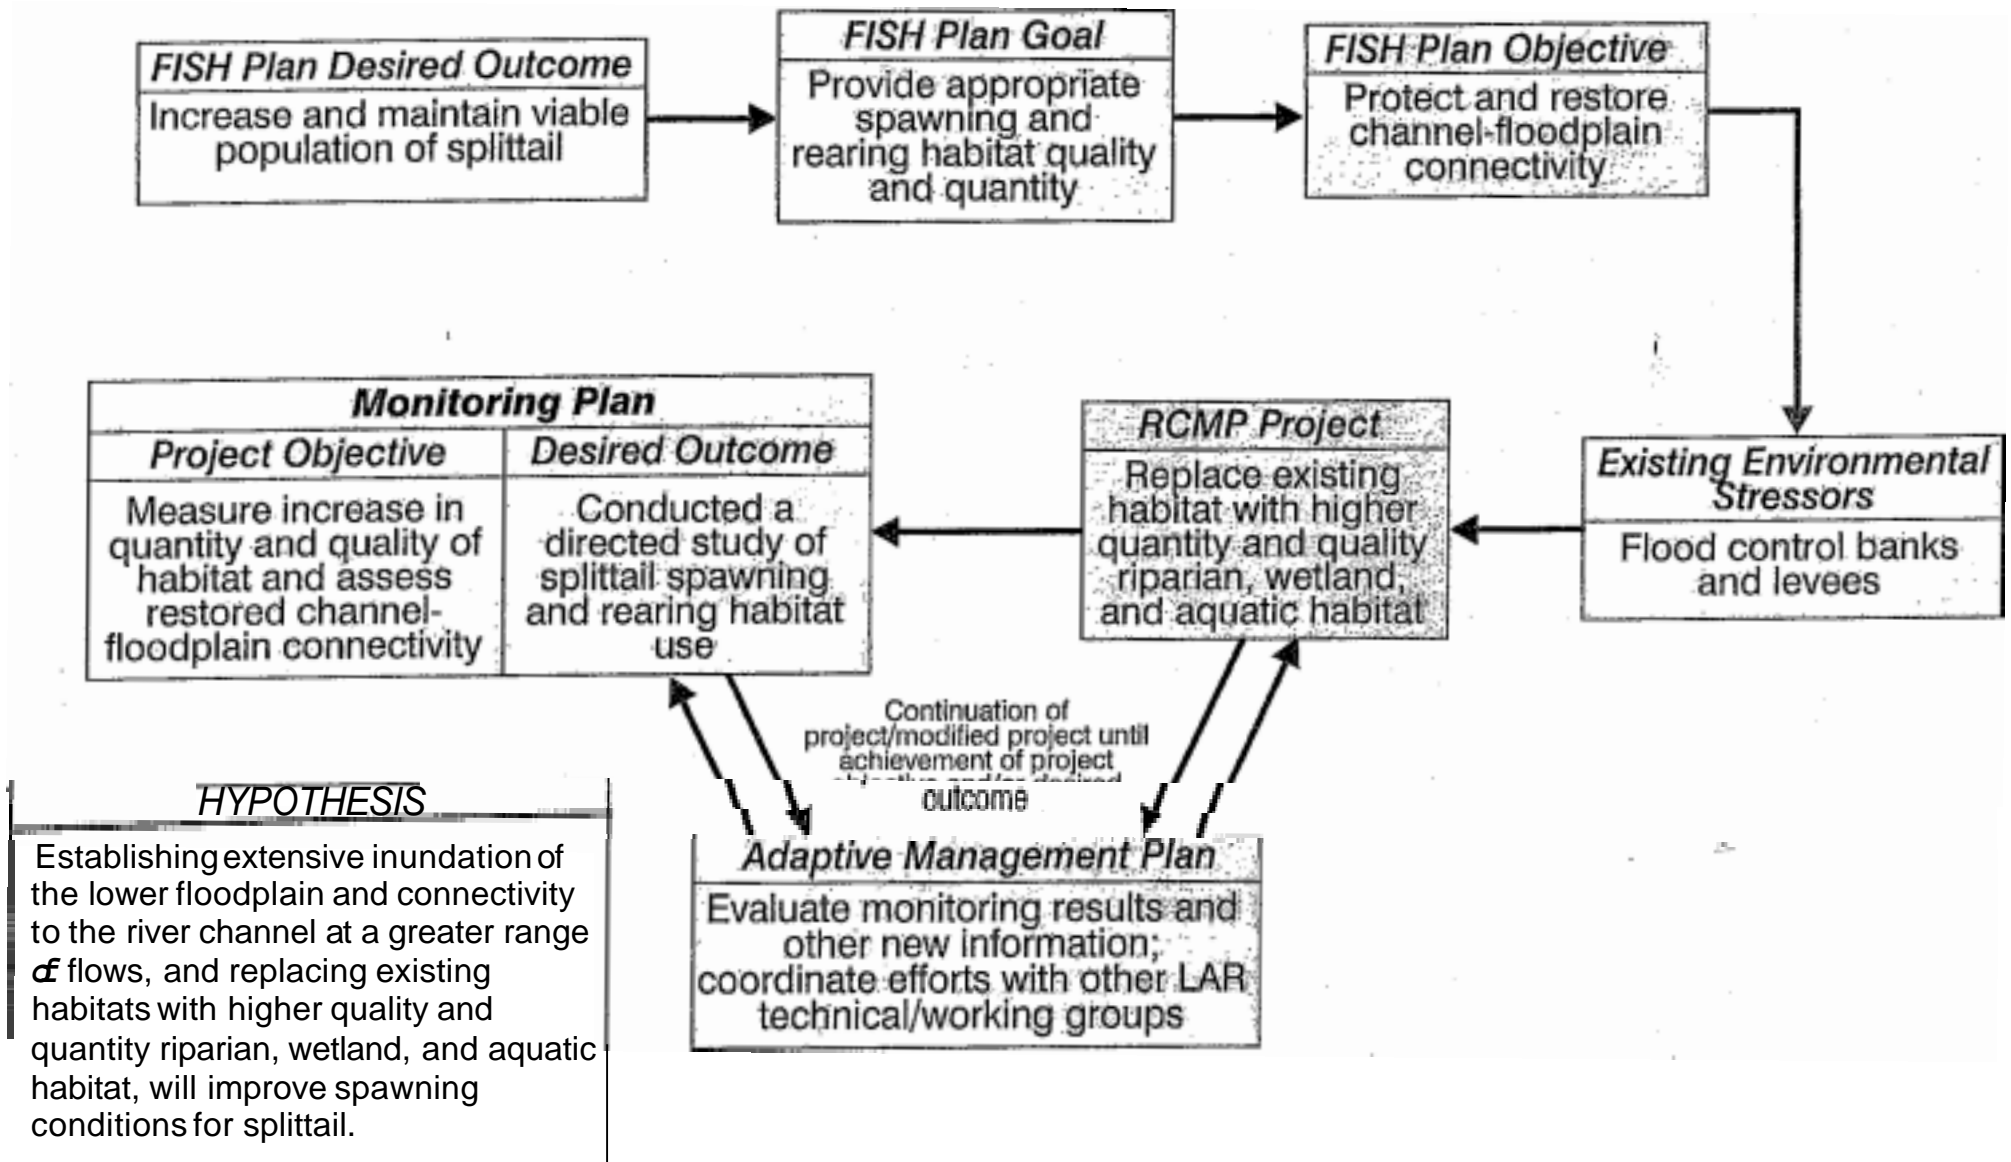 FISH Plan Desired Outcome
Increase and maintain viable
population of splittail
FISH Plan Goal
Provide appropriate
spawning and
rearing habitat quality
and quantity
FISH Plan Objective
Protect and restore
channel-floodplain
connectivity
Existing Environmental
Stressors
Flood control banks
and levees
RCMP Project
Replace existing
habitat with higher
quantity and quality
riparian, wetland,
and aquatic habitat
Monitoring Plan
Project Objective
Measure increase in
quantity and quality of
habitat and assess
restored channel-
floodplain connectivity
Desired Outcome
Conducted a
directed study of
splittail spawning
and rearing habitat
use
Continuation of
project/modified project until
achievement of project
objective and/or desired
outcome
Adaptive Management Plan
Evaluate monitoring results and
other new information;
coordinate efforts with other LAR
technical/working groups
HYPOTHESIS
Establishing extensive inundation of
the lower floodplain and connectivity
to the river channel at a greater range
of flows, and replacing existing
habitats with higher quality and
quantity riparian, wetland, and aquatic
habitat, will improve spawning
conditions for splittail.